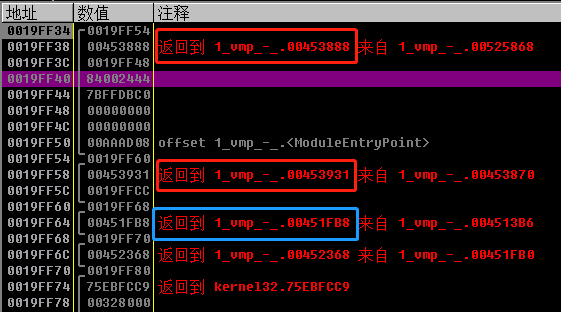 地址 数值 注释
0019FF34 0019FF54
0019FF38 00453888 返回到 1_vmp_-_.00453888 来自 1_vmp_-_.00525868
0019FF3C 0019FF48
0019FF40 84002444
0019FF44 7BFFDBC0
0019FF48 00000000
0019FF4C 00000000
0019FF50 00AAAD08 offset 1_vmp_-_.<ModuleEntryPoint>
0019FF54 0019FF60
0019FF58 00453931 返回到 1_vmp_-_.00453931 来自 1_vmp_-_.00453870
0019FF5C 0019FFCC
0019FF60 0019FF68
0019FF64 00451FB8 返回到 1_vmp_-_.00451FB8 来自 1_vmp_-_.004513B6
0019FF68 0019FF70
0019FF6C 00452368 返回到 1_vmp_-_.00452368 来自 1_vmp_-_.00451FB0
0019FF70 0019FF80
0019FF74 75EBFCC9 返回到 kernel32.75EBFCC9
0019FF78 00328000